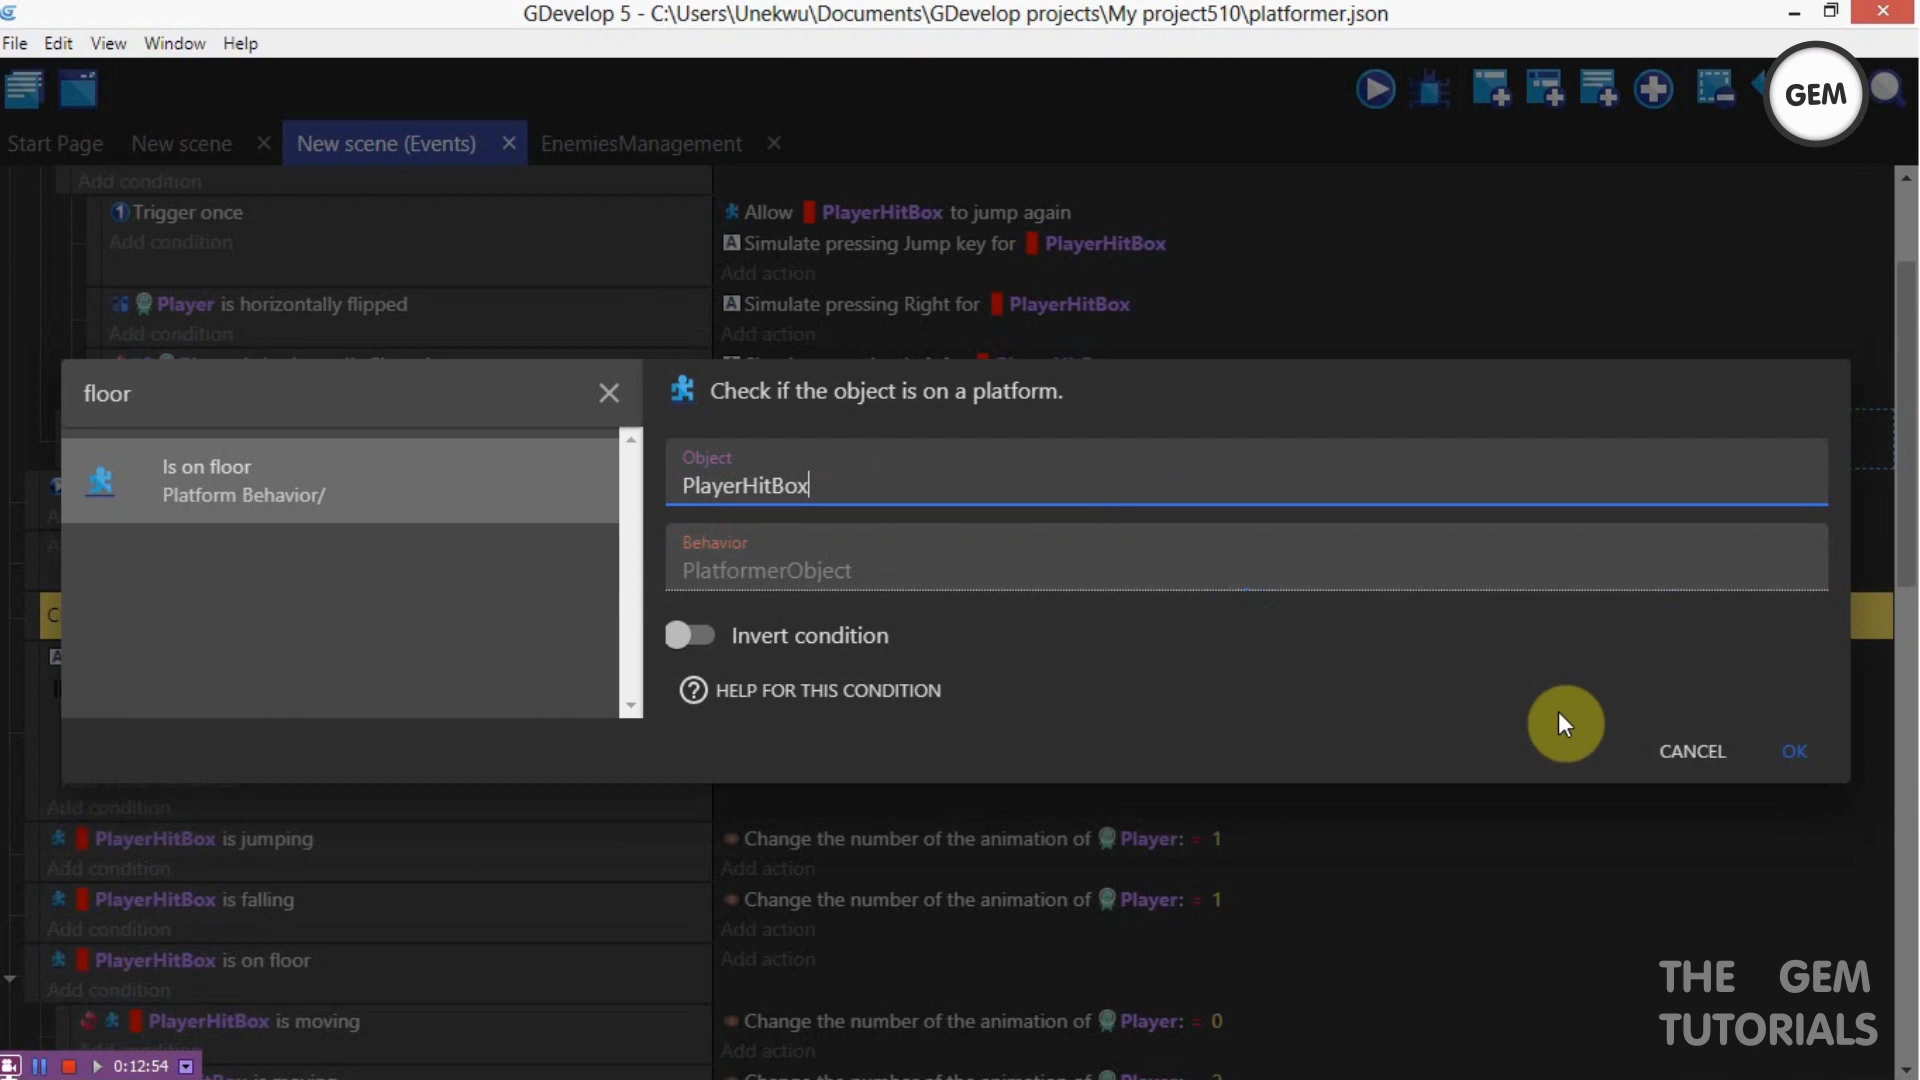 GDevelop 5 - C:\Users\Unekwu\Documents\GDevelop projects\My project510\platformer.json
File Edit View Window Help
GEM
Start Page New scene New scene (Events) EnemiesManagement
Add condition
Trigger once Allow PlayerHitBox to jump again
Add condition Simulate pressing Jump key for PlayerHitBox
Add action
Player is horizontally flipped Simulate pressing Right for PlayerHitBox
Add condition Add action
floor
Check if the object is on a platform.
Is on floor
Platform Behavior/
Object
PlayerHitBox
Behavior
PlatformerObject
Invert condition
HELP FOR THIS CONDITION
CANCEL OK
Add condition
PlayerHitBox is jumping Change the number of the animation of Player: = 1
Add condition Add action
PlayerHitBox is falling Change the number of the animation of Player: = 1
Add condition Add action
PlayerHitBox is on floor Add action
Add condition
PlayerHitBox is moving Change the number of the animation of Player: = 0
Add action
0:12:54
THE GEM
TUTORIALS